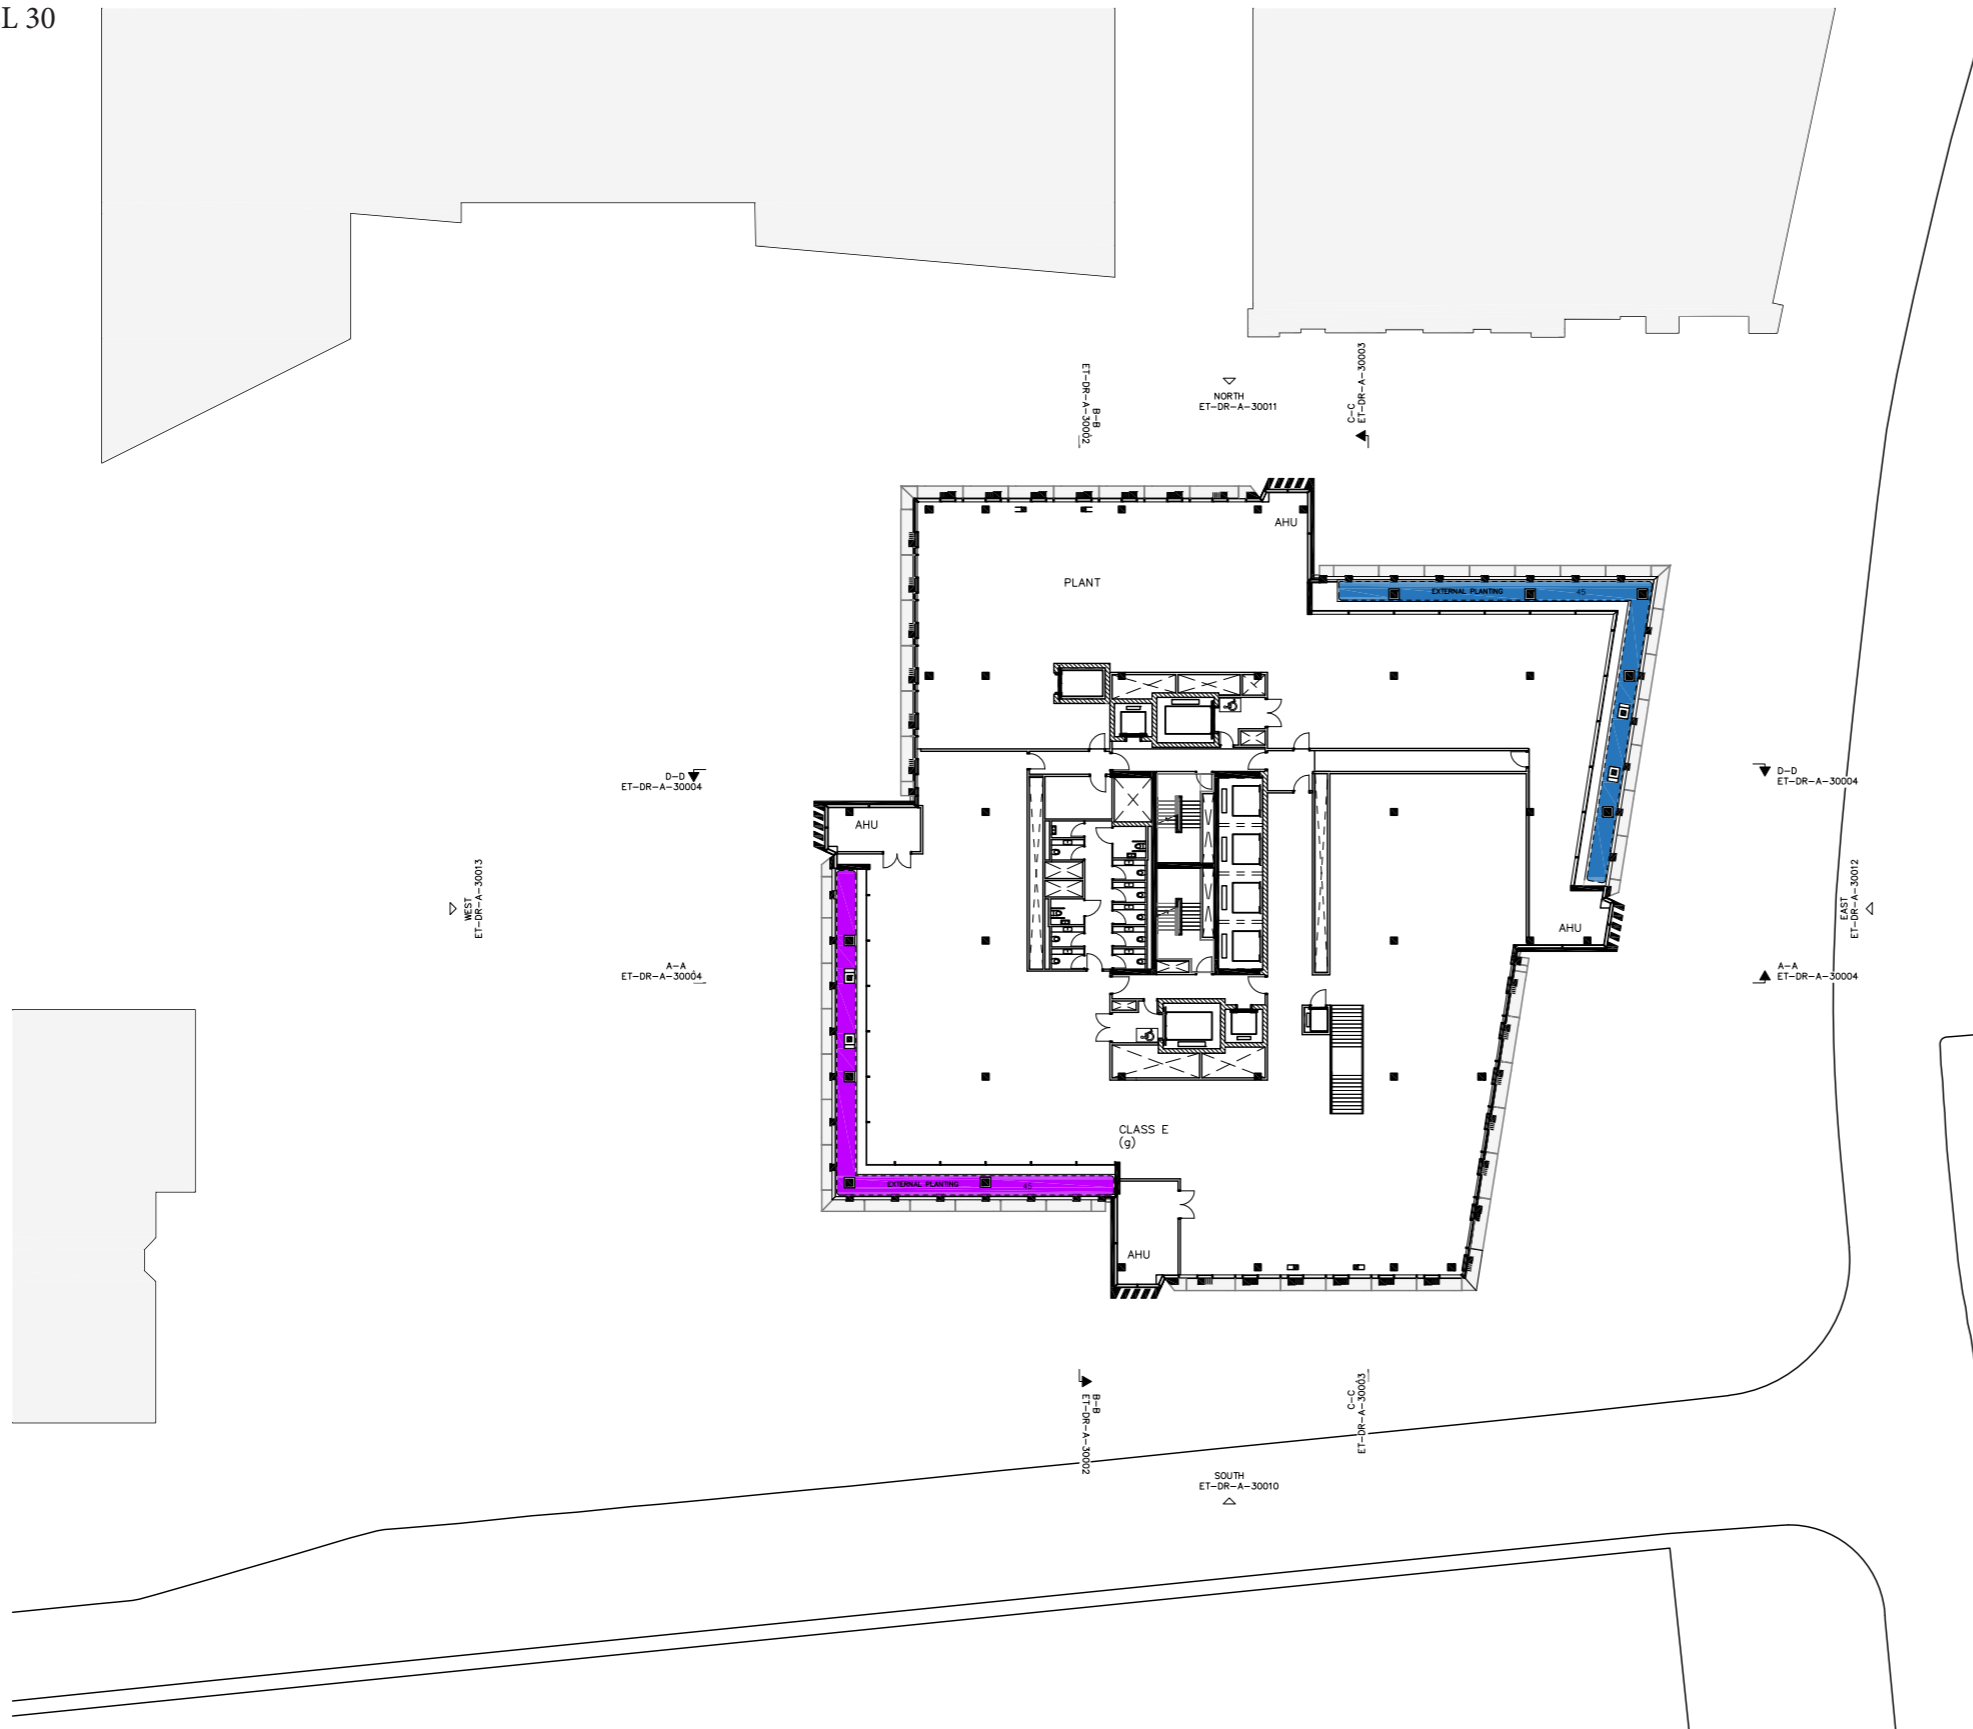 L 30
B-B
ET-DR-A-30002
NORTH
ET-DR-A-30011
C-C
ET-DR-A-30003
AHU
PLANT
EXTERNAL PLANTING
45
D-D
ET-DR-A-30004
D-D
ET-DR-A-30004
AHU
WEST
ET-DR-A-30013
EAST
ET-DR-A-30012
AHU
A-A
ET-DR-A-30004
A-A
ET-DR-A-30004
CLASS E
(g)
EXTERNAL PLANTING
45
AHU
B-B
ET-DR-A-30002
C-C
ET-DR-A-30003
SOUTH
ET-DR-A-30010